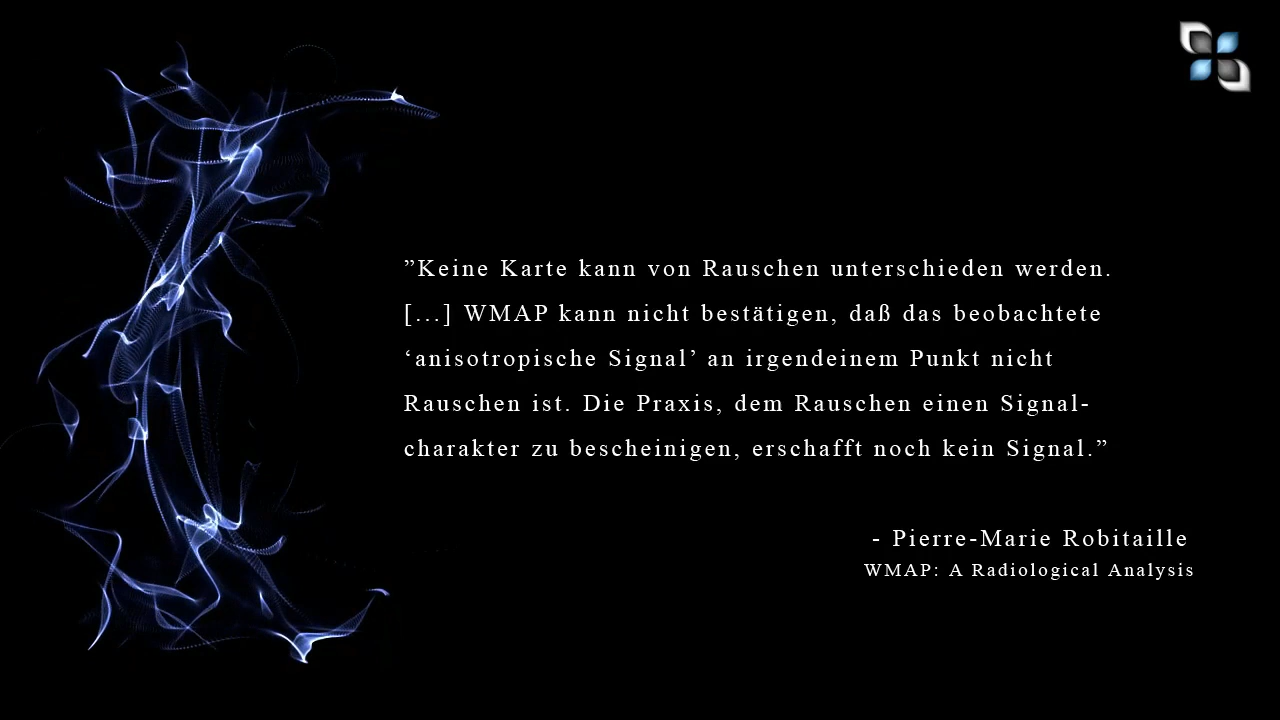 ”Keine Karte kann von Rauschen unterschieden werden.
[...] WMAP kann nicht bestätigen, daß das beobachtete
‘anisotropische Signal’ an irgendeinem Punkt nicht
Rauschen ist. Die Praxis, dem Rauschen einen Signal-
charakter zu bescheinigen, erschafft noch kein Signal.”
- Pierre-Marie Robitaille
WMAP: A Radiological Analysis